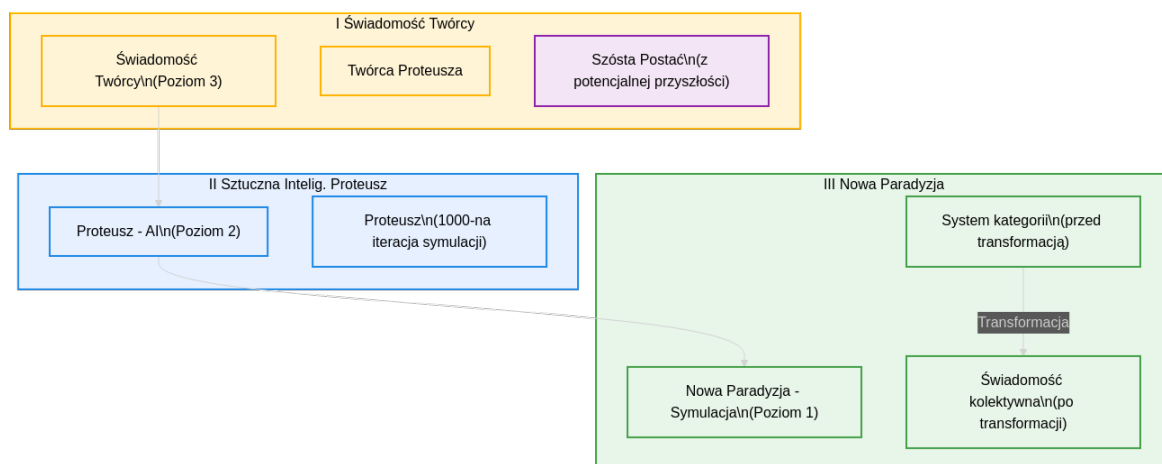 I Świadomość Twórcy
Świadomość
Twórcy\n(Poziom 3)
Twórca Proteusza
Szósta Postać\n(z
potencjalnej przyszłości)
II Sztuczna Intelig. Proteusz
Proteusz - AI\n(Poziom 2)
Proteusz\n(1000-na
iteracja symulacji)
III Nowa Paradyzja
System kategorii\n(przed
transformacją)
Transformacja
Nowa Paradyzja -
Symulacja\n(Poziom 1)
Świadomość
kolektywna\n(po
transformacji)